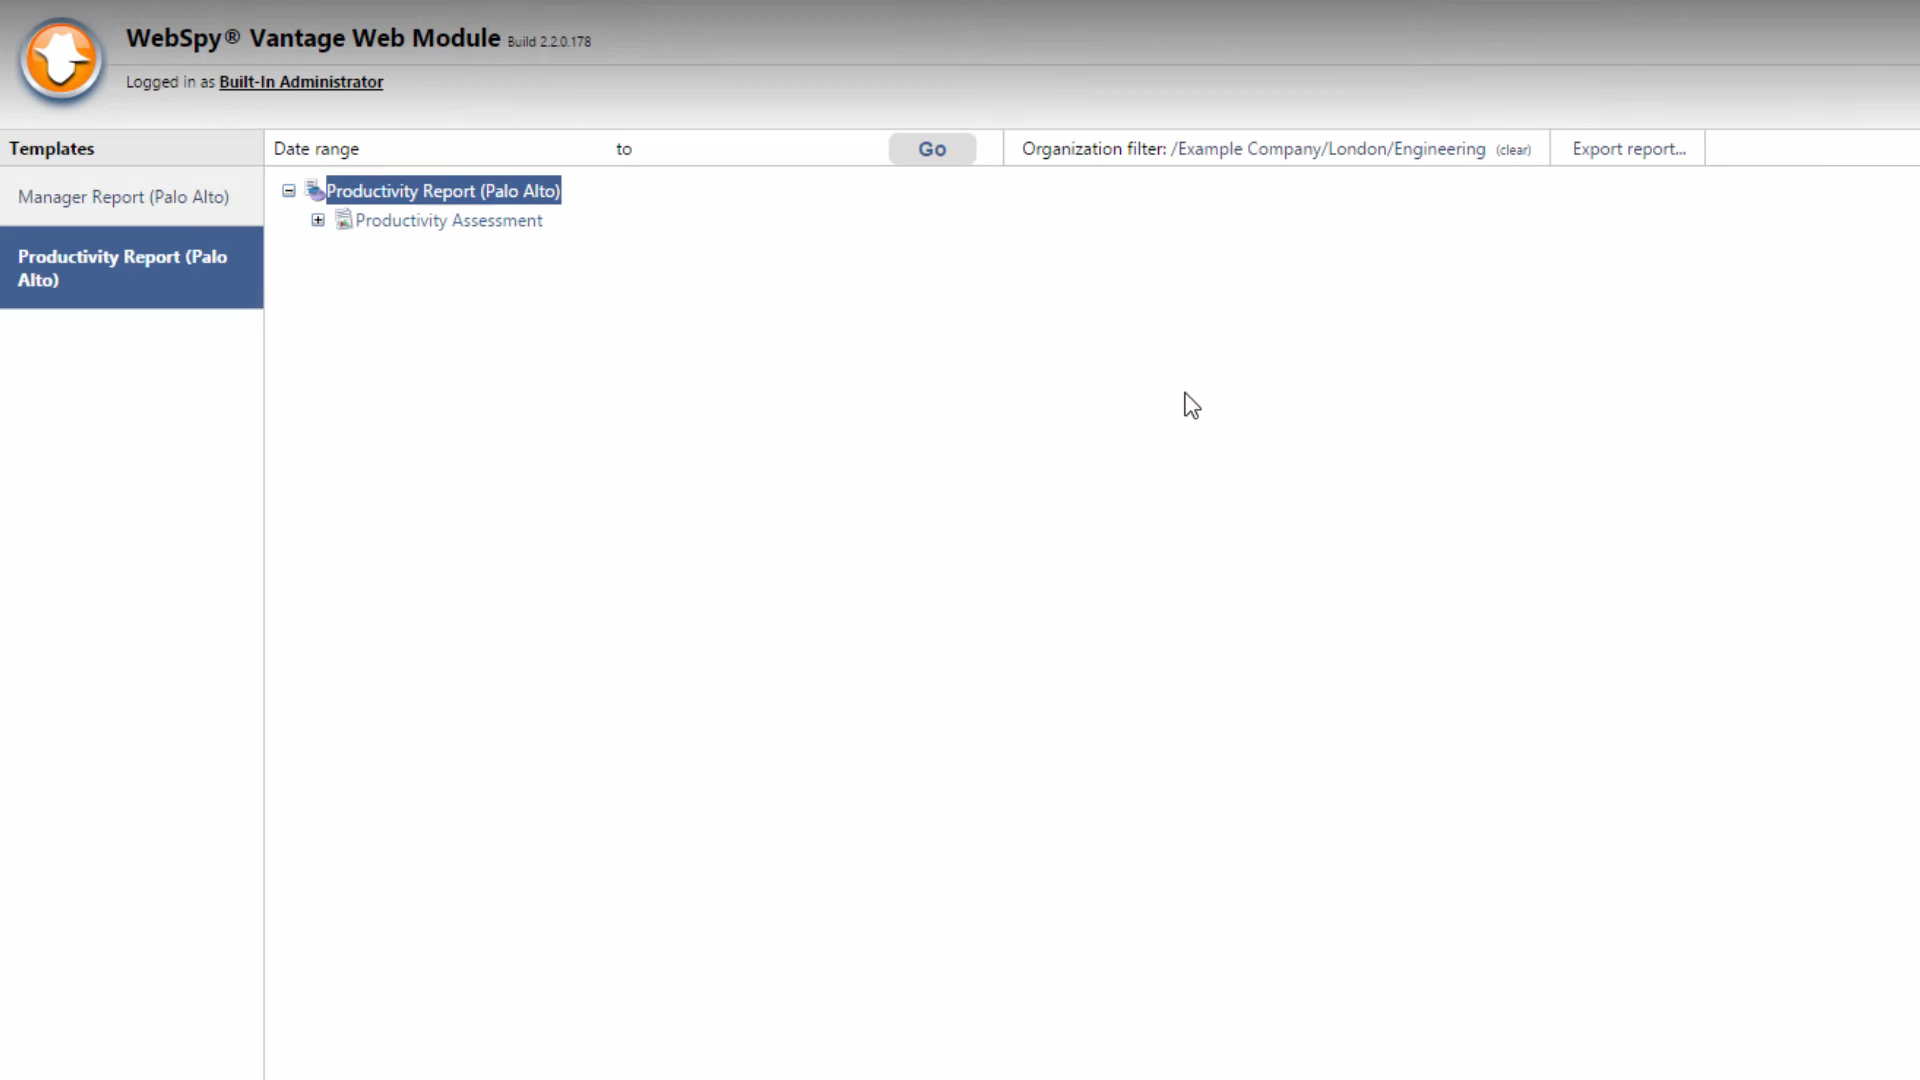 WebSpy® Vantage Web Module Build 2.2.0.178
Logged in as Built-In Administrator
Templates
Date range to Go Organization filter: /Example Company/London/Engineering (clear) Export report...
Manager Report (Palo Alto)
Productivity Report (Palo
Alto)
Productivity Report (Palo Alto)
Productivity Assessment